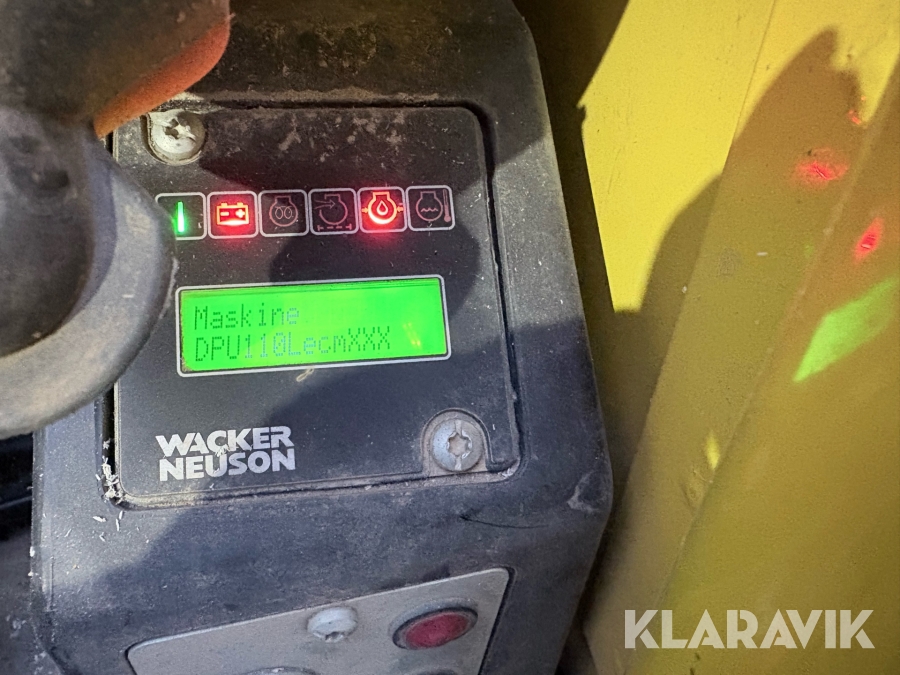 Maskine
DPU110LecmXXX
WACKER
NEUSON
KLARAVIK